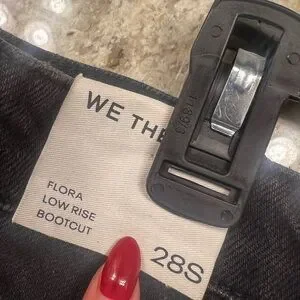 WE THE
FLORA
LOW RISE
BOOTCUT
28S